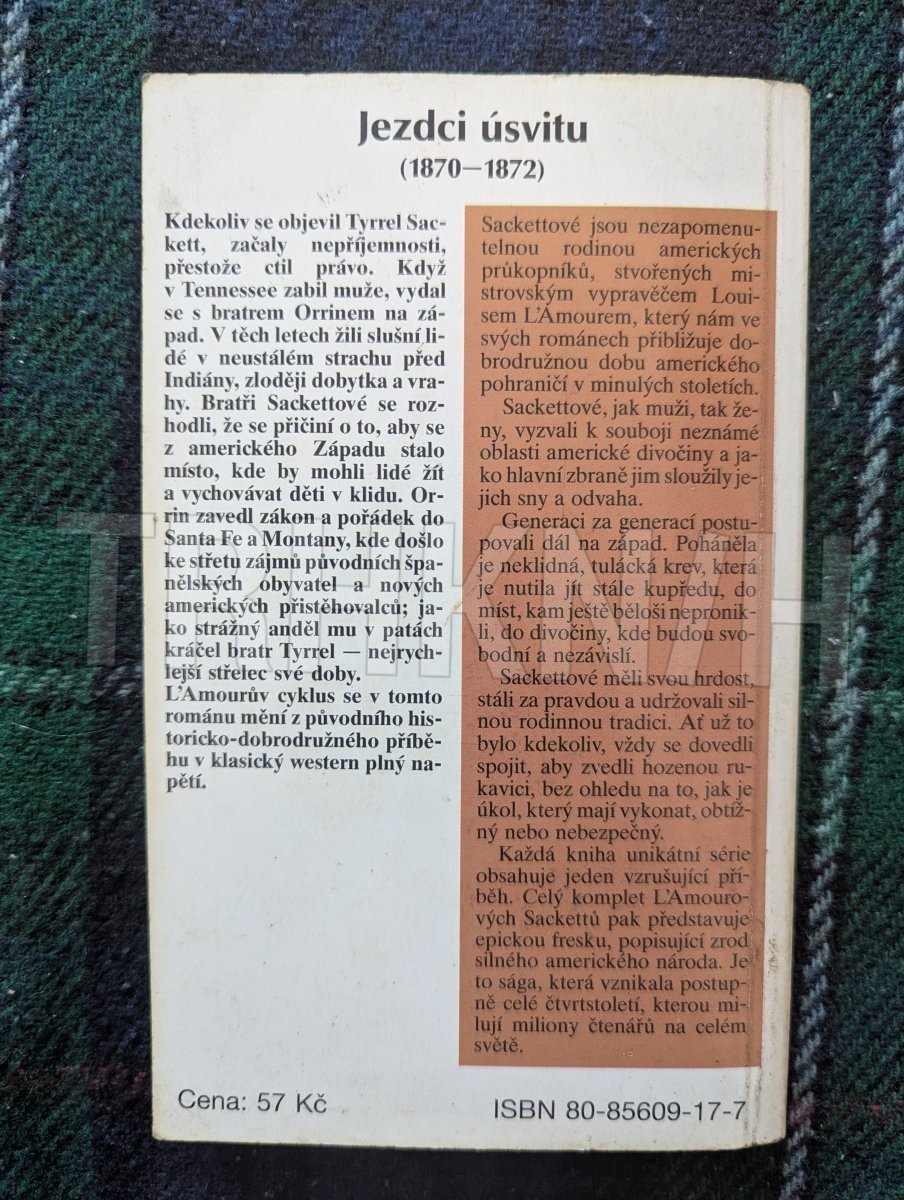 Jezdci úsvitu
(1870—1872)
Kdekoliv se objevil Tyrrel Sac-
kett, začaly nepříjemnosti,
přestože ctil právo. Když
v Tennessee zabil muže, vydal
se s bratrem Orrinem na zá-
pad. V těch letech žili slušní li-
dé v neustálém strachu před
Indiány, zloději dobytka a vra-
hy. Bratři Sackettové se roz-
hodli, že se přičiní o to, aby se
z amerického Západu stalo
místo, kde by mohli lidé žít
a vychovávat děti v klidu. Or-
rin zavedl zákon a pořádek do
Santa Fe a Montany, kde došlo
ke střetu zájmů původních špa-
nělských obyvatel a nových
amerických přistěhovalců; ja-
ko strážný anděl mu v patách
kráčel bratr Tyrrel — nejrych-
lejší střelec své doby.
L'Amourův cyklus se v tomto
románu mění z původního his-
toricko-dobrodružného příbě-
hu v klasický western plný na-
pětí.
Sackettové jsou nezapomenu-
telnou rodinou amerických
průkopníků, stvořených mi-
strovským vypravěčem Loui-
sem L'Amourem, který nám ve
svých románech přibližuje do-
brodružnou dobu amerického
pohraničí v minulých stoletích.
Sackettové, jak muži, tak že-
ny, vyzvali k souboji neznámé
oblasti americké divočiny a ja-
ko hlavní zbraně jim sloužily je-
jich sny a odvaha.
Generaci za generací postu-
povali dál na západ. Poháněla
je neklidná, tulácká krev, která
je nutila jít stále kupředu, do
míst, kam ještě běloši nepronik-
li, do divočiny, kde budou svo-
bodní a nezávislí.
Sackettové měli svou hrdost,
stáli za pravdou a udržovali sil-
nou rodinnou tradici. Ať už to
bylo kdekoliv, vždy se dovedli
spojit, aby zvedli hozenou ru-
kavici, bez ohledu na to, jak je
úkol, který mají vykonat, obtíž-
ný nebo nebezpečný.
Každá kniha unikátní série
obsahuje jeden vzrušující pří-
běh. Celý komplet L'Amouro-
vých Sackettů pak představuje
epickou fresku, popisující zrod
silného amerického národa. Je
to sága, která vznikala postup-
ně celé čtvrtstoletí, kterou mi-
lují miliony čtenářů na celém
světě.
Cena: 57 Kč
ISBN 80-85609-17-7